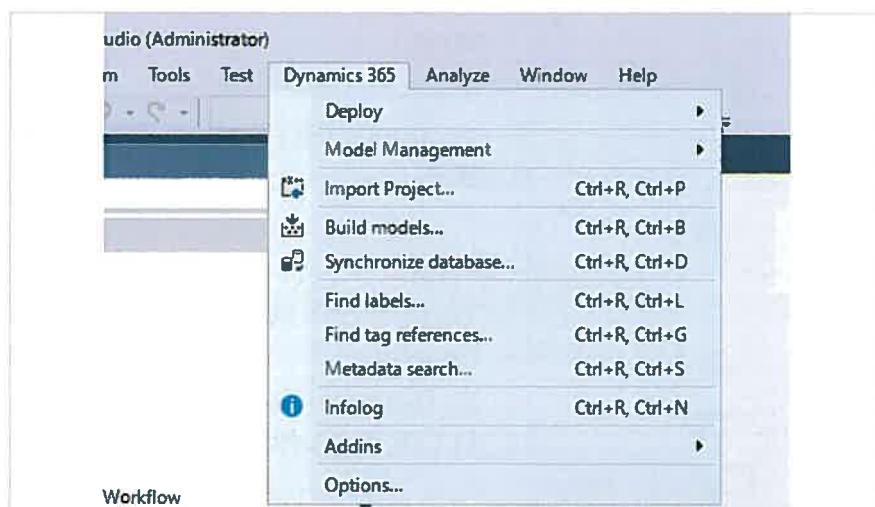 udio (Administrator)
m Tools Test Dynamics 365 Analyze Window Help
Deploy
Model Management
Import Project... Ctrl+R, Ctrl+P
Build models... Ctrl+R, Ctrl+B
Synchronize database... Ctrl+R, Ctrl+D
Find labels... Ctrl+R, Ctrl+L
Find tag references... Ctrl+R, Ctrl+G
Metadata search... Ctrl+R, Ctrl+S
Infolog Ctrl+R, Ctrl+N
Addins
Options...
Workflow